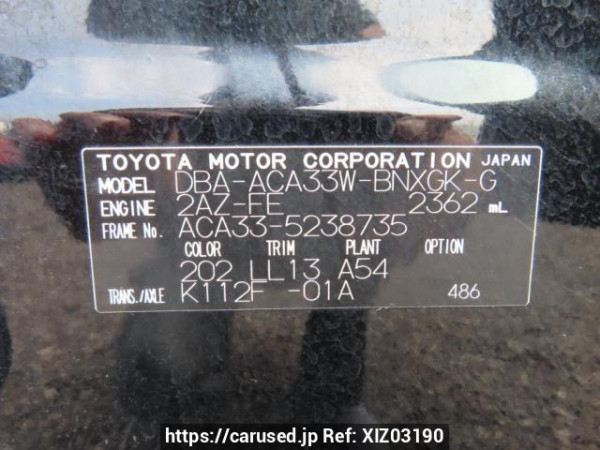 TOYOTA MOTOR CORPORATION JAPAN
MODEL DBA-ACA33W-BNXGK-G
ENGINE 2AZ-FE 2362 mL
FRAME No. ACA33-5238735
COLOR TRIM PLANT OPTION
202 LL13 A54
TRANS./AXLE K112F -01A 486
https://carused.jp Ref: XIZ03190